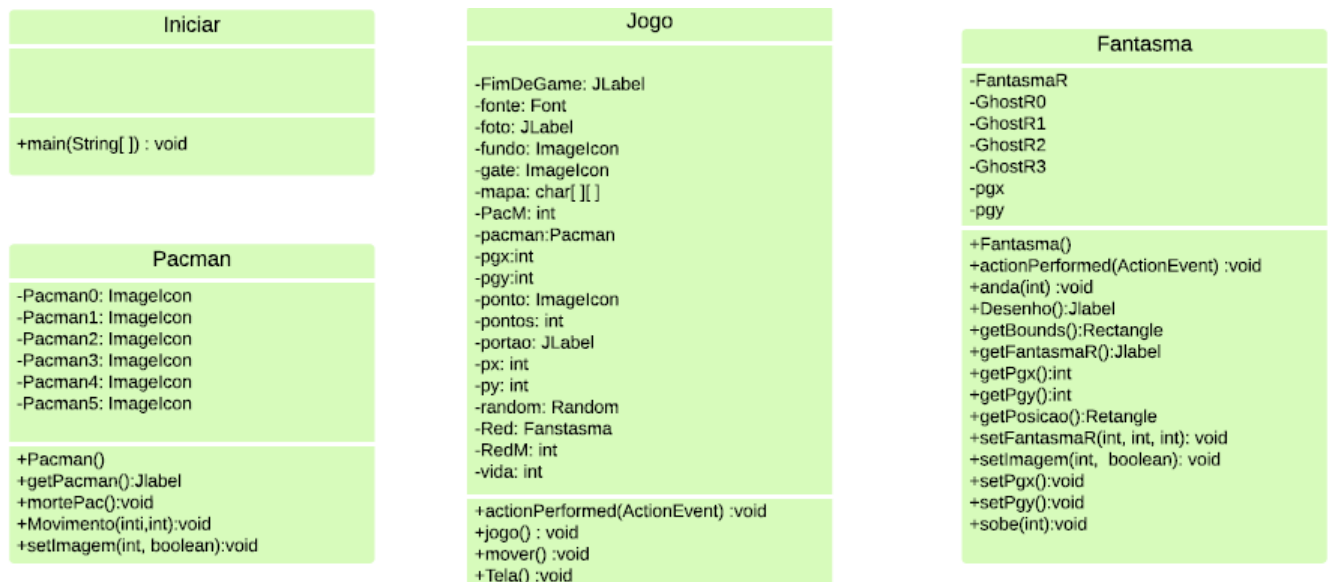 Iniciar
+main(String[ ]) : void
Pacman
-Pacman0: ImageIcon
-Pacman1: ImageIcon
-Pacman2: ImageIcon
-Pacman3: ImageIcon
-Pacman4: ImageIcon
-Pacman5: ImageIcon
+Pacman()
+getPacman():Jlabel
+mortePac():void
+Movimento(inti,int):void
+setImagem(int, boolean):void
Jogo
-FimDeGame: JLabel
-fonte: Font
-foto: JLabel
-fundo: ImageIcon
-gate: ImageIcon
-mapa: char[ ][ ]
-PacM: int
-pacman:Pacman
-pgx:int
-pgy:int
-ponto: ImageIcon
-pontos: int
-portao: JLabel
-px: int
-py: int
-random: Random
-Red: Fanstasma
-RedM: int
-vida: int
+actionPerformed(ActionEvent) :void
+jogo() : void
+mover() :void
+Tela() :void
Fantasma
-FantasmaR
-GhostR0
-GhostR1
-GhostR2
-GhostR3
-pgx
-pgy
+Fantasma()
+actionPerformed(ActionEvent) :void
+anda(int) :void
+Desenho():Jlabel
+getBounds():Rectangle
+getFantasmaR():Jlabel
+getPgx():int
+getPgy():int
+getPosicao():Retangle
+setFantasmaR(int, int, int): void
+setImagem(int, boolean): void
+setPgx():void
+setPgy():void
+sobe(int):void